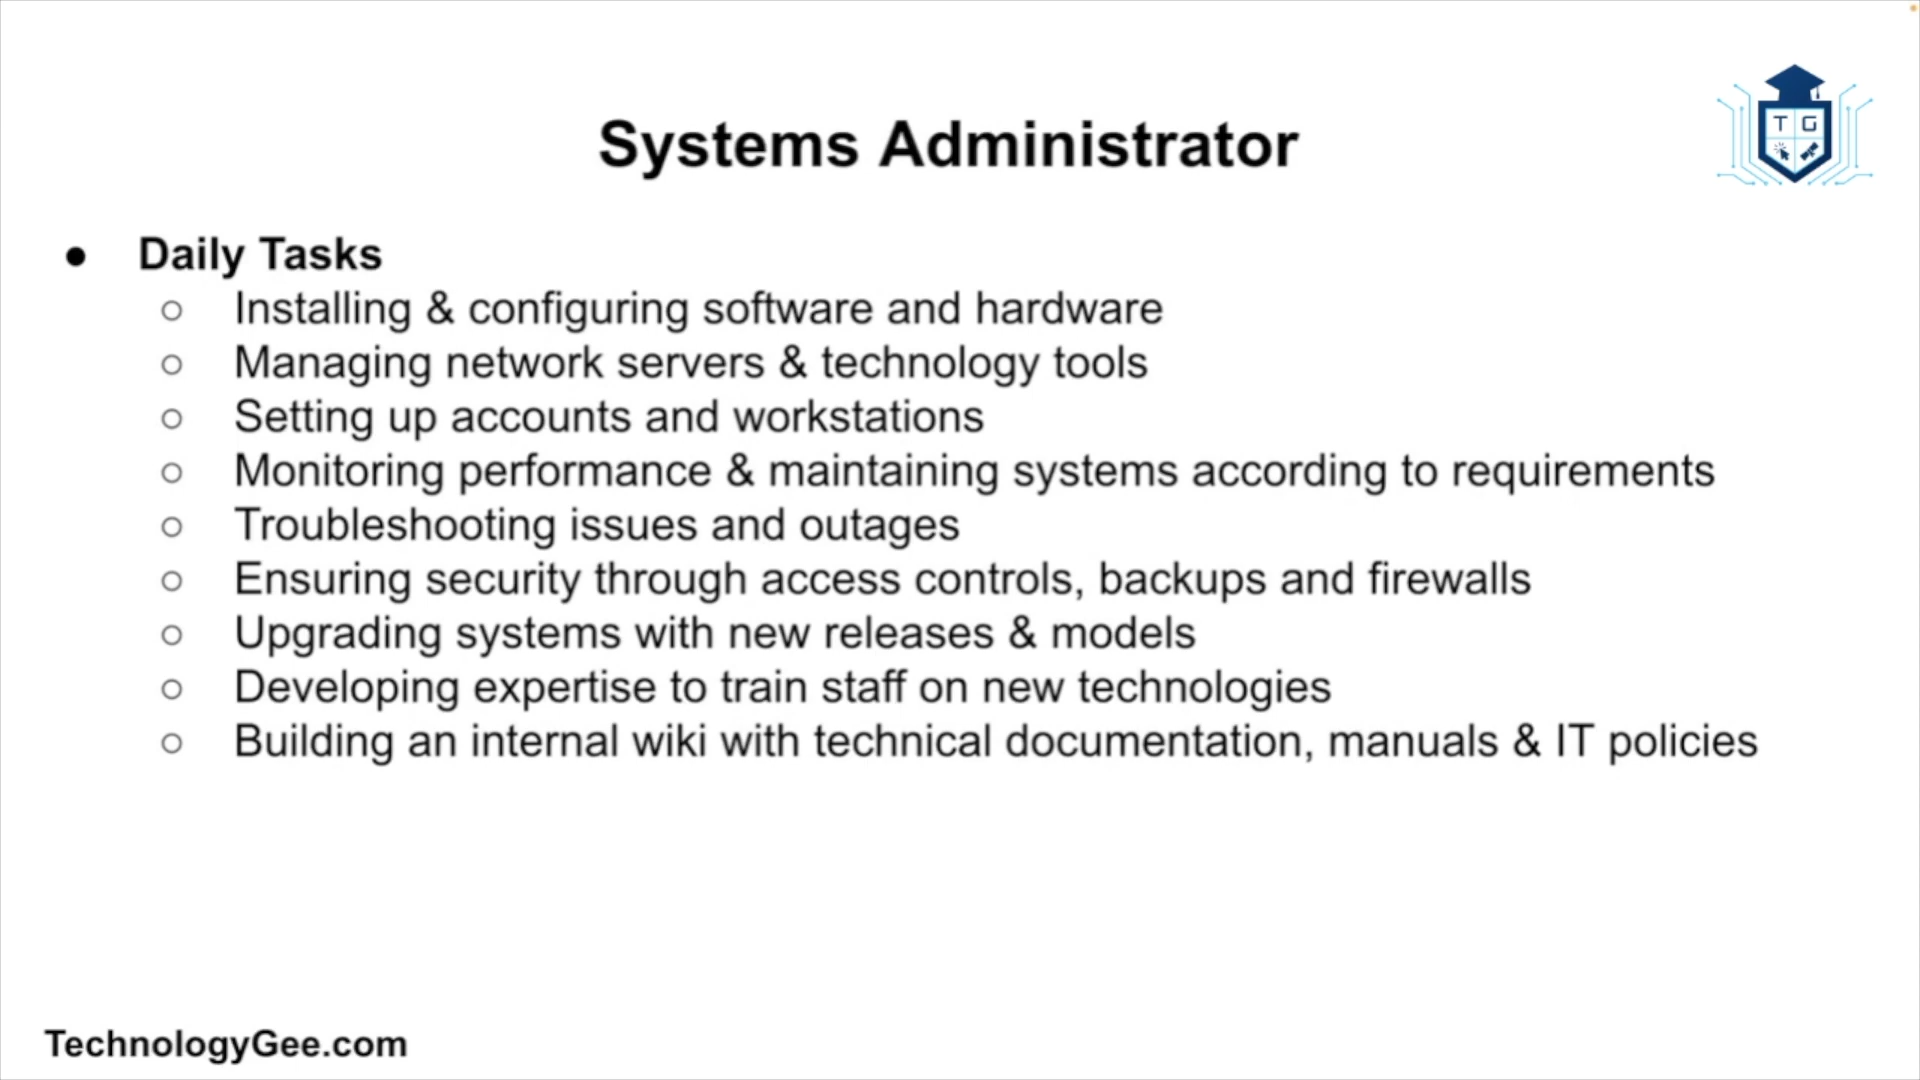 Systems Administrator
T G
● Daily Tasks
○ Installing & configuring software and hardware
○ Managing network servers & technology tools
○ Setting up accounts and workstations
○ Monitoring performance & maintaining systems according to requirements
○ Troubleshooting issues and outages
○ Ensuring security through access controls, backups and firewalls
○ Upgrading systems with new releases & models
○ Developing expertise to train staff on new technologies
○ Building an internal wiki with technical documentation, manuals & IT policies
TechnologyGee.com